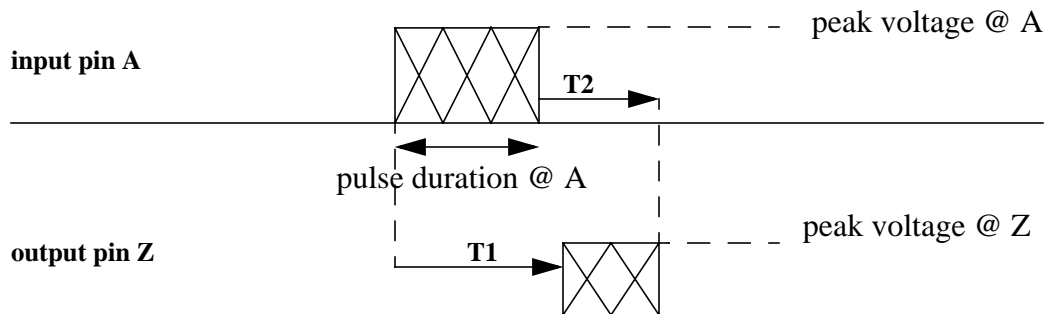 peak voltage @ A
input pin A
T2
pulse duration @ A
peak voltage @ Z
output pin Z
T1